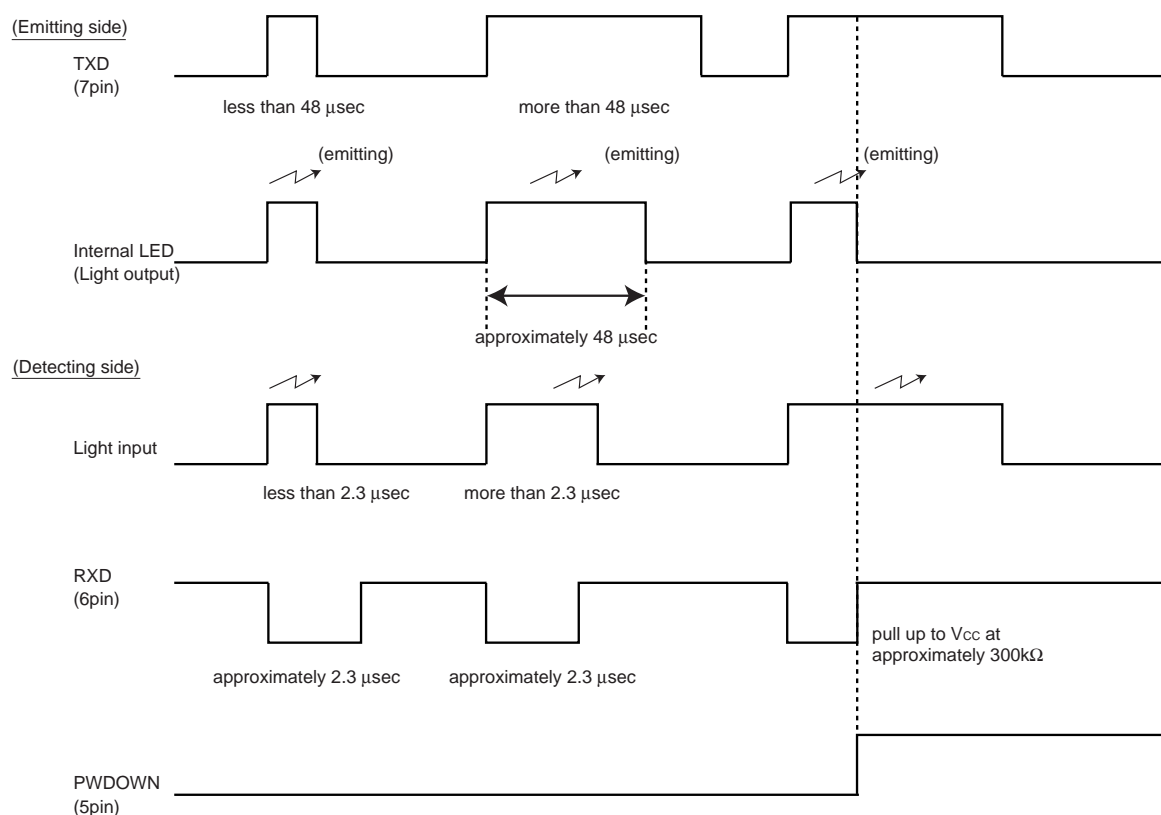 (Emitting side)
TXD
(7pin)
less than 48 μsec
more than 48 μsec
(emitting)
(emitting)
(emitting)
Internal LED
(Light output)
approximately 48 μsec
(Detecting side)
Light input
less than 2.3 μsec
more than 2.3 μsec
RXD
(6pin)
pull up to Vcc at
approximately 300kΩ
approximately 2.3 μsec
approximately 2.3 μsec
PWDOWN
(5pin)